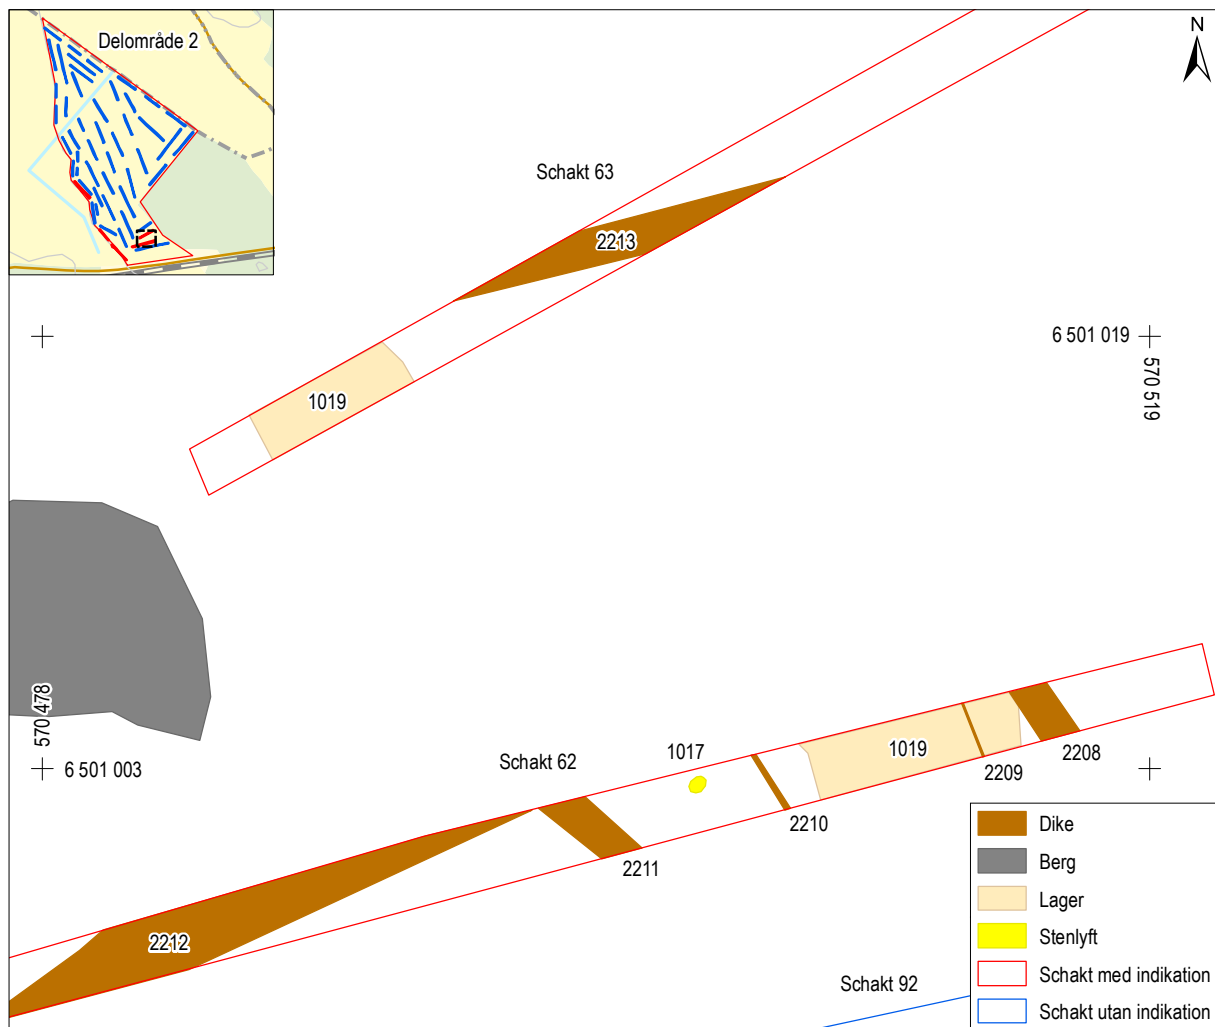 Delområde 2
N
Schakt 63
2213
6 501 019
570 519
1019
570 478
6 501 003
Schakt 62
1017
1019
2209
2208
2210
2211
2212
Schakt 92
Dike
Berg
Lager
Stenlyft
Schakt med indikation
Schakt utan indikation